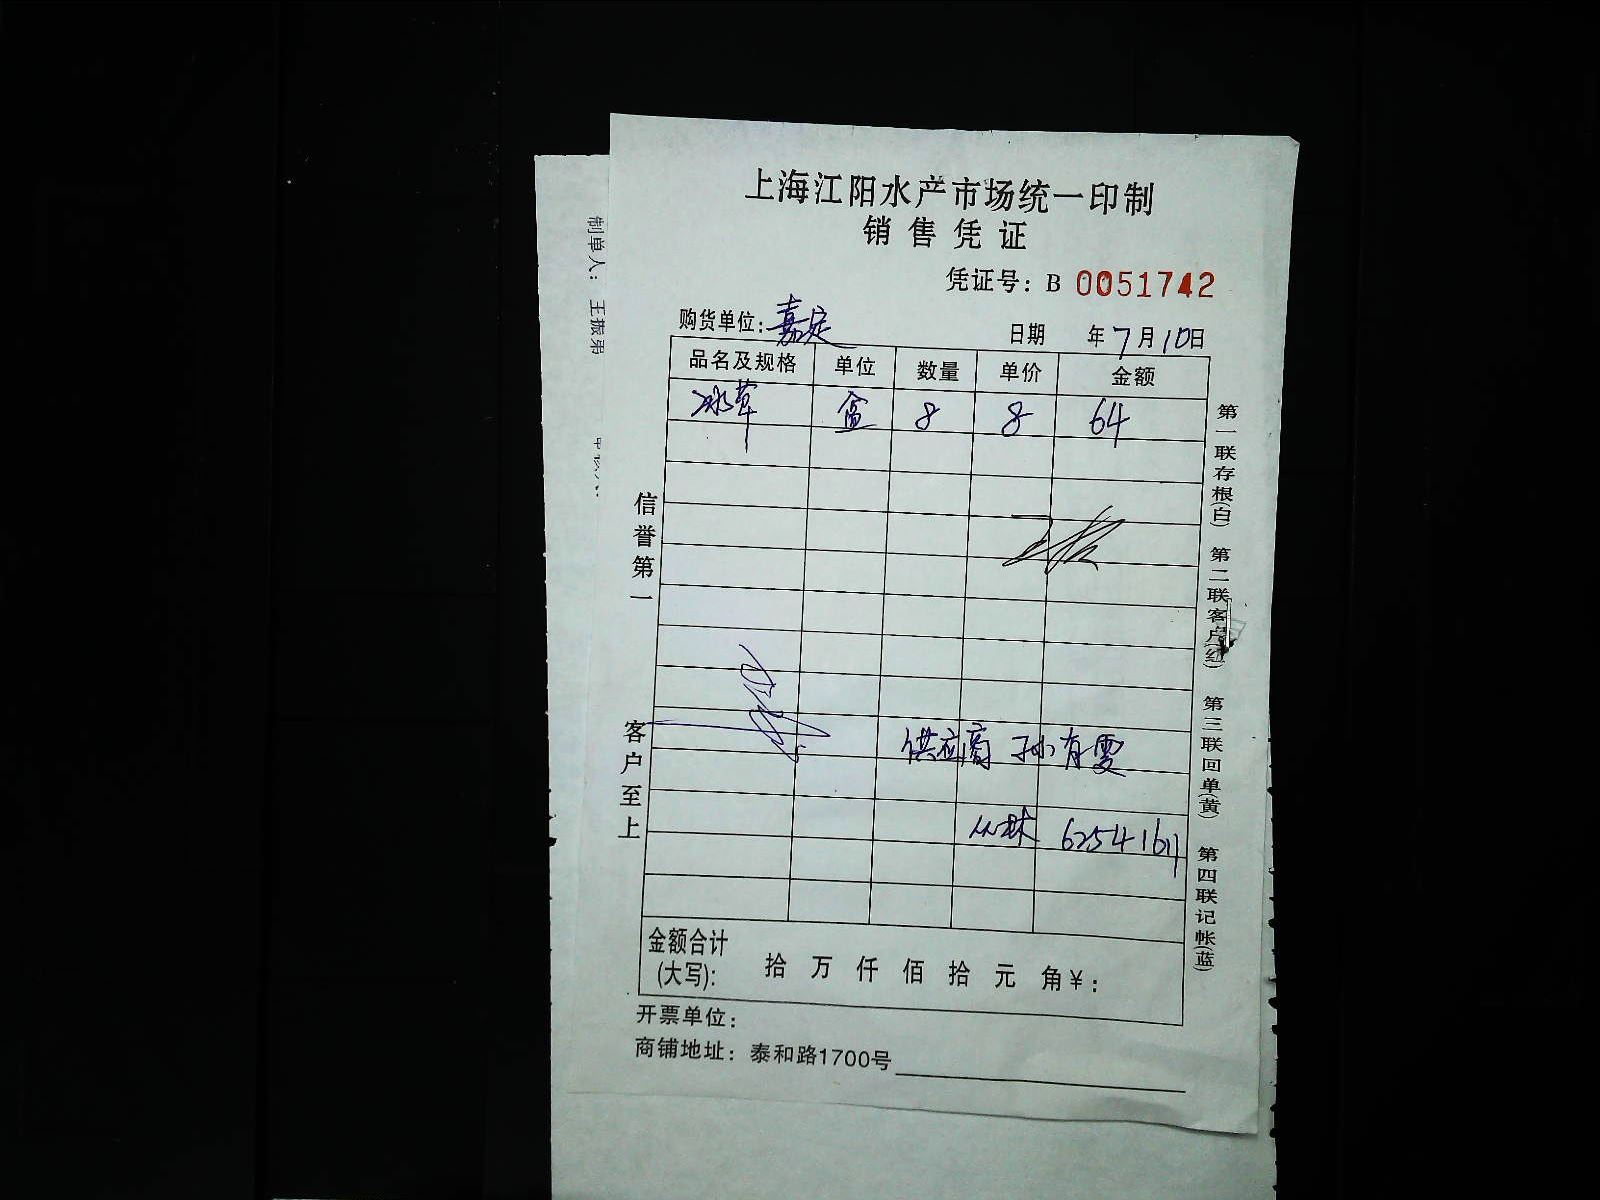 上海江阳水产市场统一印制
销售凭证
凭证号：B 0051742
购货单位：嘉定 日期 年7月10日
品名及规格 单位 数量 单价 金额
冰草 盒 8 8 64
供应商 孙有雯
丛林 62541611
金额合计
(大写)： 拾 万 仟 佰 拾 元 角￥：
开票单位：
商铺地址：泰和路1700号
信誉第一
客户至上
第一联存根(白) 第二联客户(红) 第三联回单(黄) 第四联记帐(蓝)
制单人： 王振弟